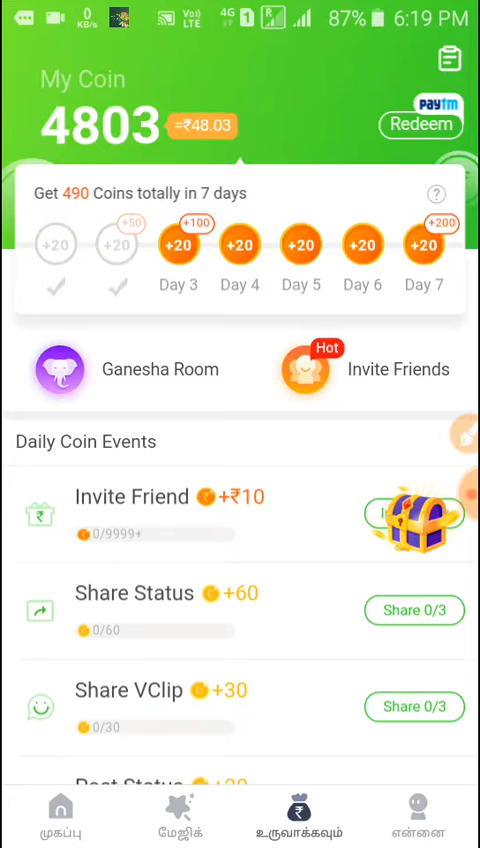 0 KB/s Vo)) LTE 4G 1 R 87% 6:19 PM
My Coin
4803 =₹48.03
paytm
Redeem
Get 490 Coins totally in 7 days ?
+50 +100 +200
+20 +20 +20 +20 +20 +20 +20
Day 3 Day 4 Day 5 Day 6 Day 7
Hot
Ganesha Room Invite Friends
Daily Coin Events
Invite Friend +₹10
0/9999+
Share Status +60
0/60
Share 0/3
Share VClip +30
0/30
Share 0/3
Post Status +20
முகப்பு மேஜிக் உருவாக்கவும் என்னை